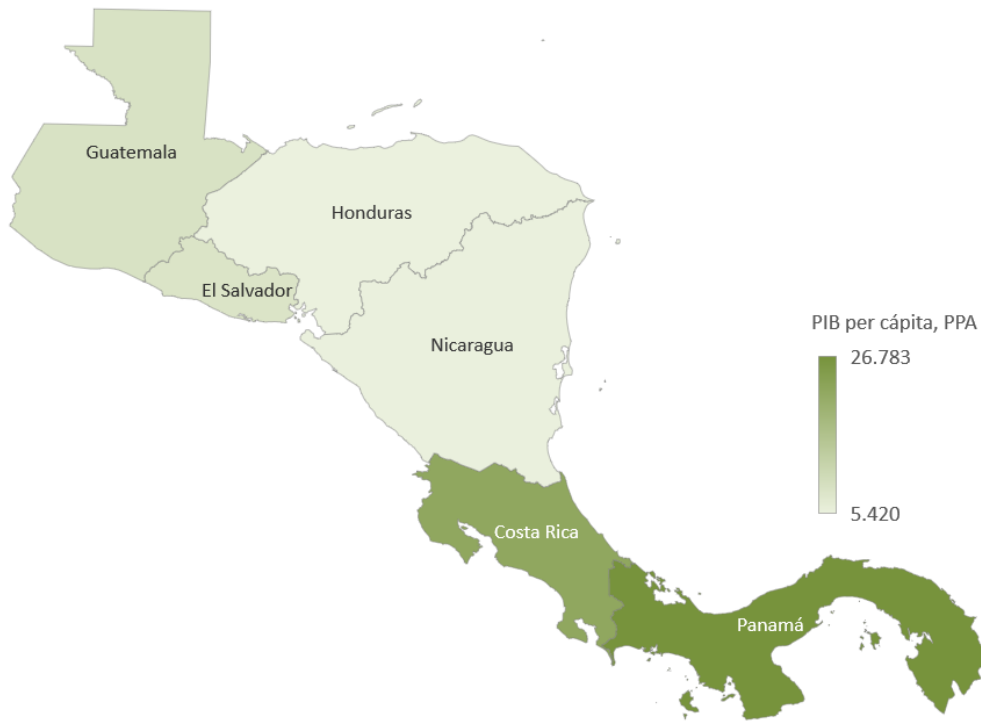 Guatemala
Honduras
El Salvador
Nicaragua
PIB per cápita, PPA
26.783
5.420
Costa Rica
Panamá